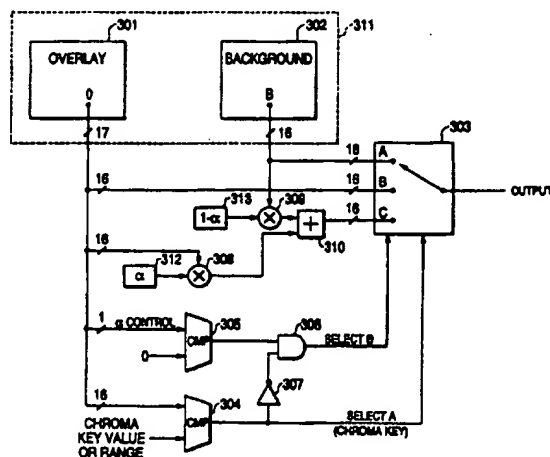 301
302
311
OVERLAY
BACKGROUND
303
0
B
17
16
A
18
16
B
16
OUTPUT
313
309
C
1-α
+
16
16
312
310
α
308
1
α CONTROL
305
306
CMP
SELECT B
0
307
16
304
CMP
SELECT A
(CHROMA KEY)
CHROMA
KEY VALUE
OR RANGE